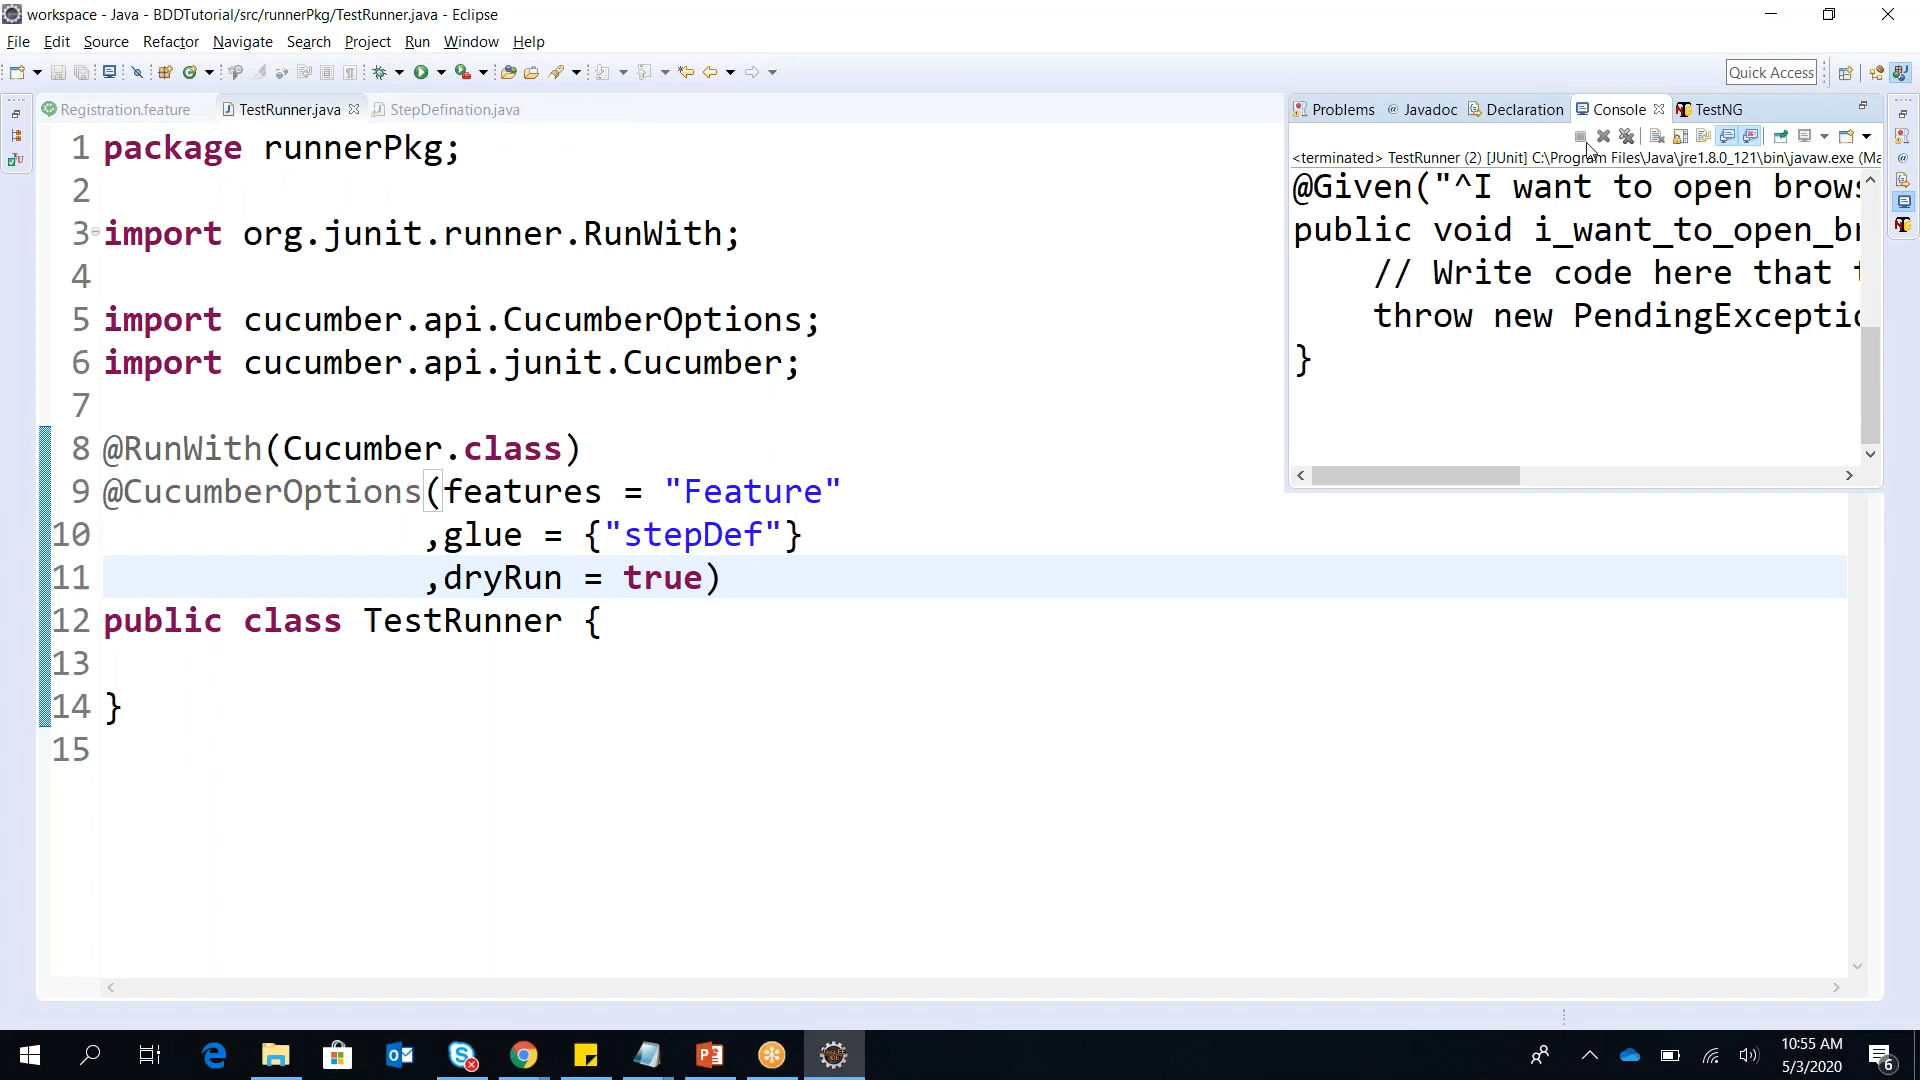 workspace - Java - BDDTutorial/src/runnerPkg/TestRunner.java - Eclipse
File Edit Source Refactor Navigate Search Project Run Window Help
Quick Access
Registration.feature TestRunner.java StepDefination.java
Problems Javadoc Declaration Console TestNG
<terminated> TestRunner (2) [JUnit] C:\Program Files\Java\jre1.8.0_121\bin\javaw.exe (Ma
@Given("^I want to open brows
public void i_want_to_open_br
// Write code here that t
throw new PendingExceptio
}
1 package runnerPkg;
2
3 import org.junit.runner.RunWith;
4
5 import cucumber.api.CucumberOptions;
6 import cucumber.api.junit.Cucumber;
7
8 @RunWith(Cucumber.class)
9 @CucumberOptions(features = "Feature"
10 ,glue = {"stepDef"}
11 ,dryRun = true)
12 public class TestRunner {
13
14 }
15
10:55 AM
5/3/2020
6